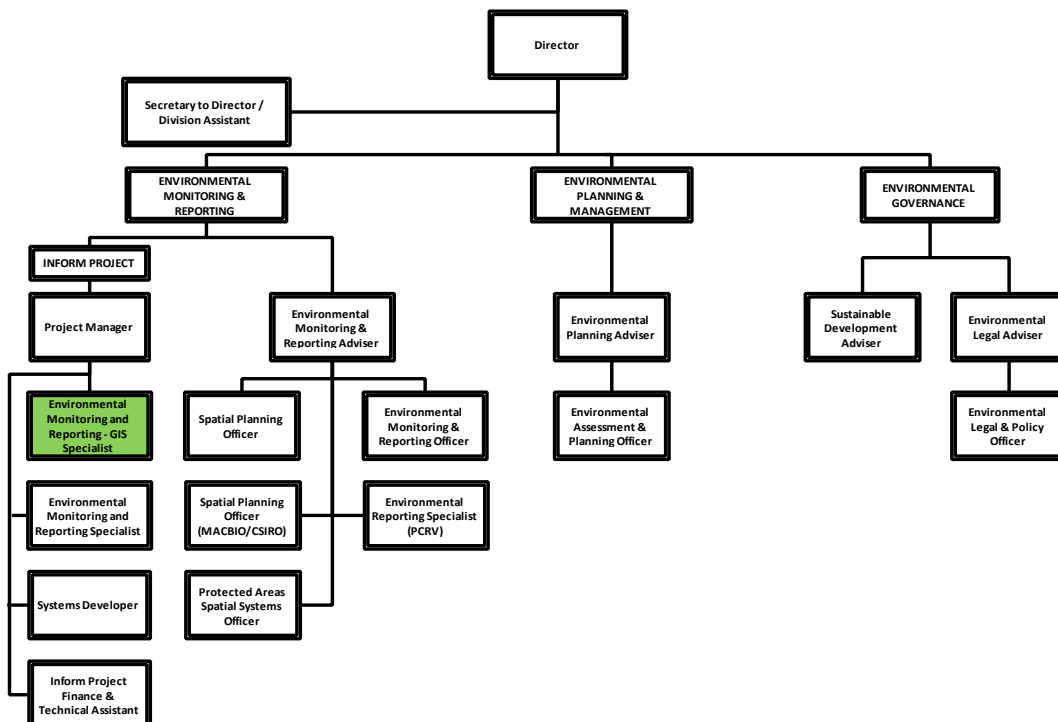 Director
Secretary to Director /
Division Assistant
ENVIRONMENTAL
MONITORING &
REPORTING
ENVIRONMENTAL
PLANNING &
MANAGEMENT
ENVIRONMENTAL
GOVERNANCE
INFORM PROJECT
Project Manager
Environmental
Monitoring &
Reporting Adviser
Environmental
Planning Adviser
Sustainable
Development
Adviser
Environmental
Legal Adviser
Environmental
Monitoring and
Reporting - GIS
Specialist
Spatial Planning
Officer
Environmental
Monitoring &
Reporting Officer
Environmental
Assessment &
Planning Officer
Environmental
Legal & Policy
Officer
Environmental
Monitoring and
Reporting Specialist
Spatial Planning
Officer
(MACBIO/CSIRO)
Environmental
Reporting Specialist
(PCRV)
Systems Developer
Protected Areas
Spatial Systems
Officer
Inform Project
Finance &
Technical Assistant